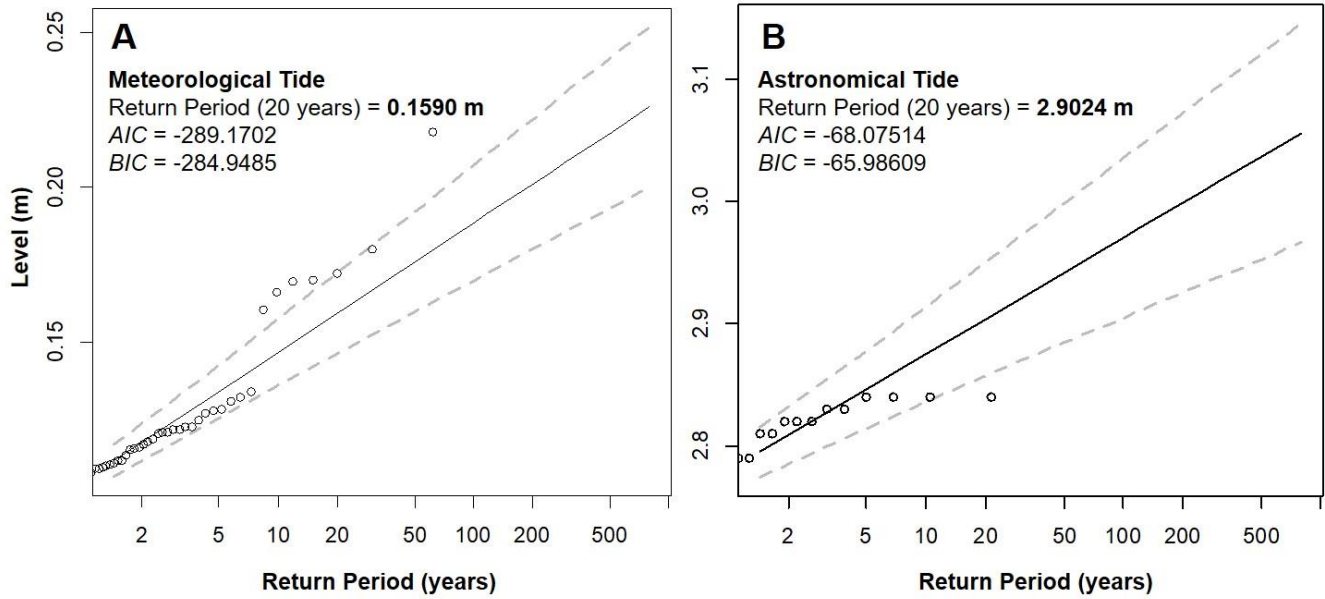 A
Meteorological Tide
Return Period (20 years) = 0.1590 m
AIC = -289.1702
BIC = -284.9485
Level (m)
0.25
0.20
0.15
2 5 10 20 50 100 200 500
Return Period (years)
B
Astronomical Tide
Return Period (20 years) = 2.9024 m
AIC = -68.07514
BIC = -65.98609
3.1
3.0
2.9
2.8
2 5 10 20 50 100 200 500
Return Period (years)